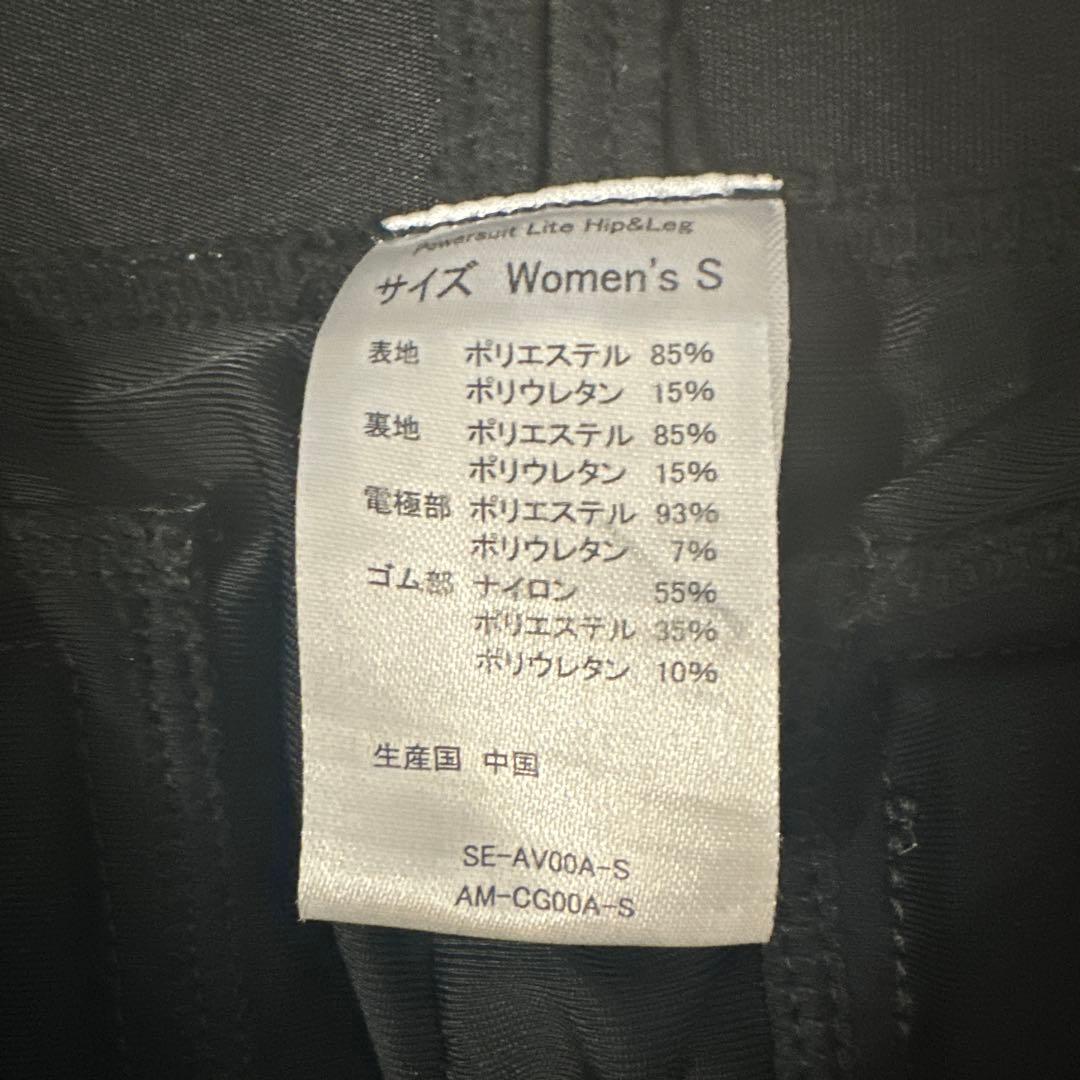 Powersuit Lite Hip&Leg
サイズ Women's S
表地 ポリエステル 85%
ポリウレタン 15%
裏地 ポリエステル 85%
ポリウレタン 15%
電極部 ポリエステル 93%
ポリウレタン 7%
ゴム部 ナイロン 55%
ポリエステル 35%
ポリウレタン 10%
生産国 中国
SE-AV00A-S
AM-CG00A-S